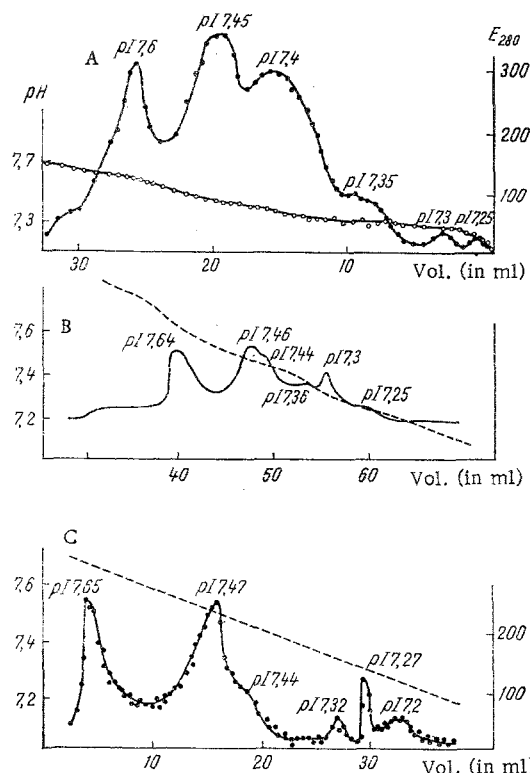 A
pH
E280
pI 7,6
pI 7,45
pI 7,4
pI 7,35
pI 7,3
pI 7,25
7,7
7,3
300
200
100
30
20
10
Vol. (in ml)
B
7,6
7,4
7,2
pI 7,64
pI 7,46
pI 7,44
pI 7,36
pI 7,3
pI 7,25
40
50
60
Vol. (in ml)
C
7,6
7,4
7,2
pI 7,65
pI 7,47
pI 7,44
pI 7,32
pI 7,27
pI 7,2
200
100
10
20
30
Vol. (in ml)